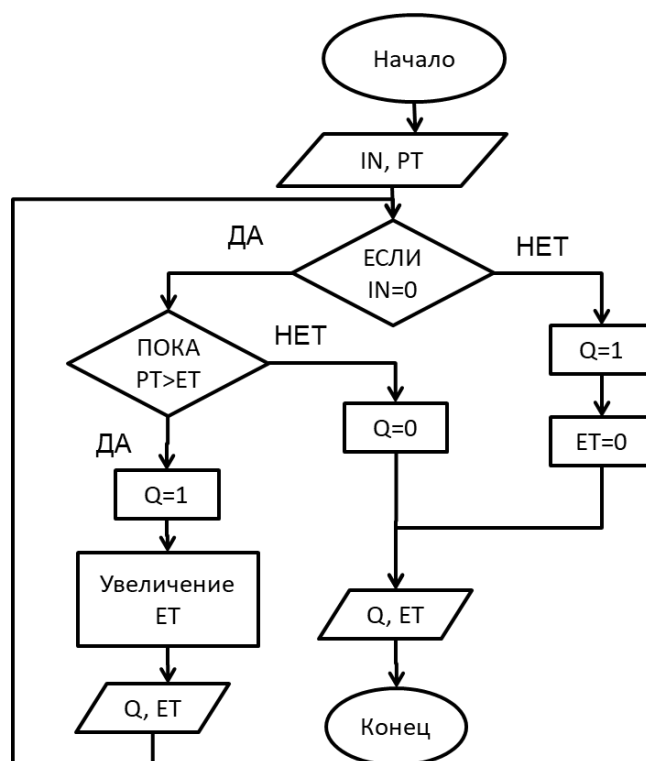 Начало
IN, PT
ДА
НЕТ
ЕСЛИ
IN=0
ПОКА
PT>ET
НЕТ
Q=1
Q=0
ET=0
ДА
Q=1
Увеличение
ET
Q, ET
Q, ET
Конец